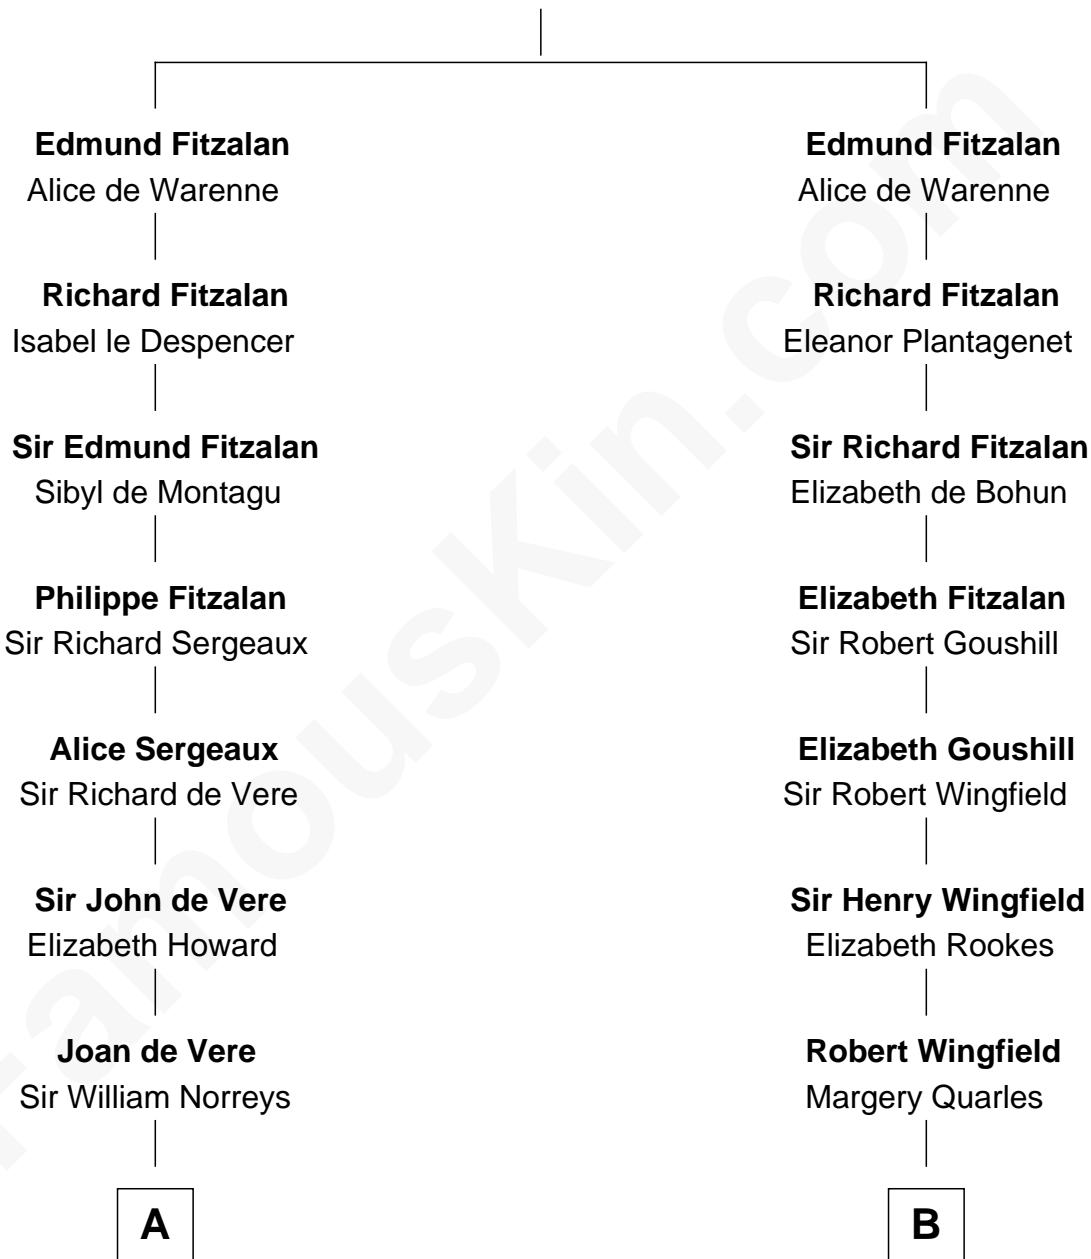 Edmund Fitzalan
Alice de Warenne
Richard Fitzalan
Isabel le Despencer
Sir Edmund Fitzalan
Sibyl de Montagu
Philippe Fitzalan
Sir Richard Sergeaux
Alice Sergeaux
Sir Richard de Vere
Sir John de Vere
Elizabeth Howard
Joan de Vere
Sir William Norreys
A
Edmund Fitzalan
Alice de Warenne
Richard Fitzalan
Eleanor Plantagenet
Sir Richard Fitzalan
Elizabeth de Bohun
Elizabeth Fitzalan
Sir Robert Goushill
Elizabeth Goushill
Sir Robert Wingfield
Sir Henry Wingfield
Elizabeth Rookes
Robert Wingfield
Margery Quarles
B
FamousKin.com